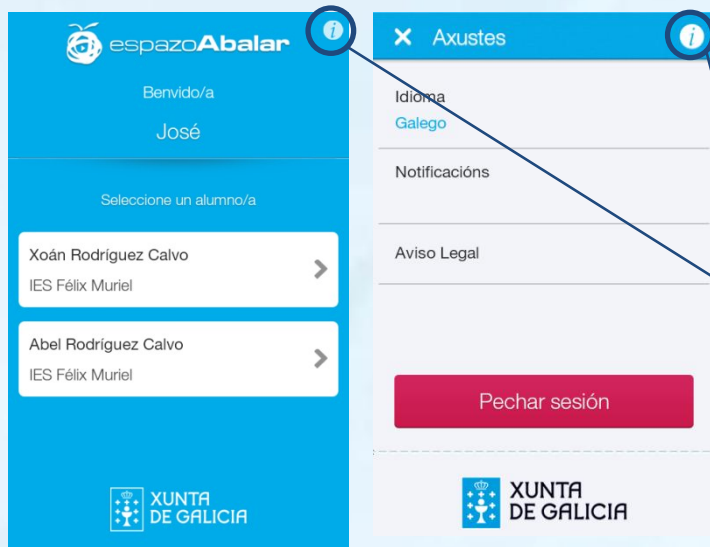 espazoAbalar
i
Benvido/a
José
Seleccione un alumno/a
Xoán Rodríguez Calvo
IES Félix Muriel
Abel Rodríguez Calvo
IES Félix Muriel
XUNTA
DE GALICIA
X Axustes
i
Idioma
Galego
Notificacións
Aviso Legal
Pechar sesión
XUNTA
DE GALICIA